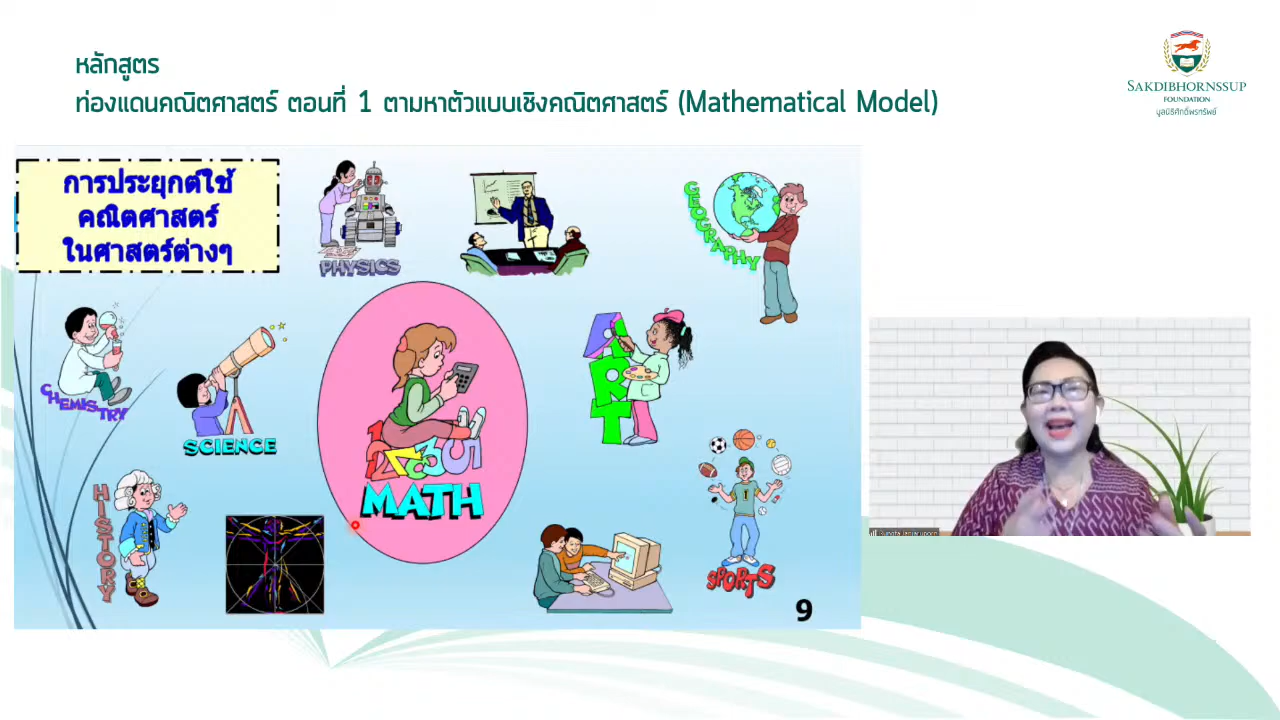 หลักสูตร
ท่องแดนคณิตศาสตร์ ตอนที่ 1 ตามหาตัวแบบเชิงคณิตศาสตร์ (Mathematical Model)
SAKDIBHORNSSUP
FOUNDATION
มูลนิธิศักดิ์พรทรัพย์
การประยุกต์ใช้
คณิตศาสตร์
ในศาสตร์ต่างๆ
PHYSICS
GEOGRAPHY
CHEMISTRY
SCIENCE
ART
12345
MATH
HISTORY
SPORTS
9